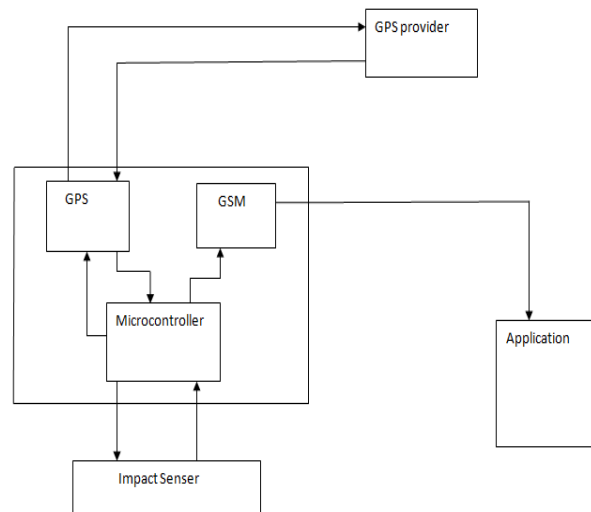 GPS provider
GPS
GSM
Microcontroller
Application
Impact Senser